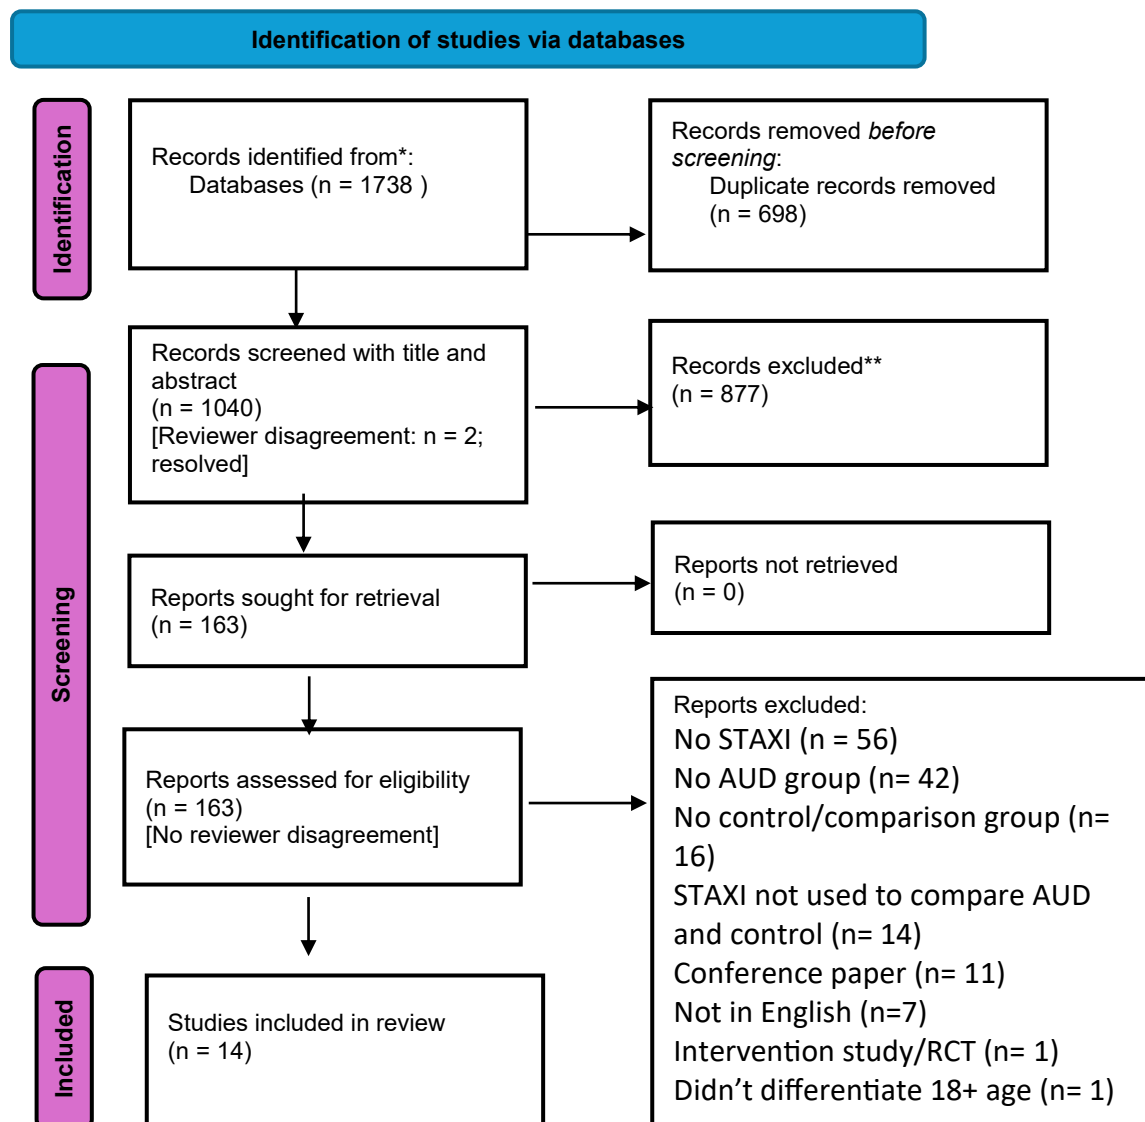 Identification of studies via databases
Identification
Records identified from*:
Databases (n = 1738 )
Records removed before
screening:
Duplicate records removed
(n = 698)
Screening
Records screened with title and
abstract
(n = 1040)
[Reviewer disagreement: n = 2;
resolved]
Records excluded**
(n = 877)
Reports sought for retrieval
(n = 163)
Reports not retrieved
(n = 0)
Reports assessed for eligibility
(n = 163)
[No reviewer disagreement]
Reports excluded:
No STAXI (n = 56)
No AUD group (n= 42)
No control/comparison group (n=
16)
STAXI not used to compare AUD
and control (n= 14)
Conference paper (n= 11)
Not in English (n=7)
Intervention study/RCT (n= 1)
Didn’t differentiate 18+ age (n= 1)
Included
Studies included in review
(n = 14)